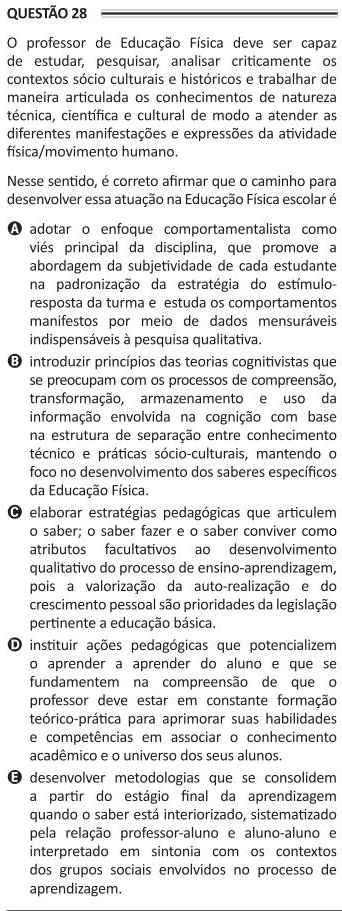 QUESTÃO 28
O professor de Educação Física deve ser capaz
de estudar, pesquisar, analisar criticamente os
contextos sócio culturais e históricos e trabalhar de
maneira articulada os conhecimentos de natureza
técnica, científica e cultural de modo a atender as
diferentes manifestações e expressões da atividade
física/movimento humano.
Nesse sentido, é correto afirmar que o caminho para
desenvolver essa atuação na Educação Física escolar é
A adotar o enfoque comportamentalista como
viés principal da disciplina, que promove a
abordagem da subjetividade de cada estudante
na padronização da estratégia do estímulo-
resposta da turma e estuda os comportamentos
manifestos por meio de dados mensuráveis
indispensáveis à pesquisa qualitativa.
B introduzir princípios das teorias cognitivistas que
se preocupam com os processos de compreensão,
transformação, armazenamento e uso da
informação envolvida na cognição com base
na estrutura de separação entre conhecimento
técnico e práticas sócio-culturais, mantendo o
foco no desenvolvimento dos saberes específicos
da Educação Física.
C elaborar estratégias pedagógicas que articulem
o saber; o saber fazer e o saber conviver como
atributos facultativos ao desenvolvimento
qualitativo do processo de ensino-aprendizagem,
pois a valorização da auto-realização e do
crescimento pessoal são prioridades da legislação
pertinente a educação básica.
D instituir ações pedagógicas que potencializem
o aprender a aprender do aluno e que se
fundamentem na compreensão de que o
professor deve estar em constante formação
teórico-prática para aprimorar suas habilidades
e competências em associar o conhecimento
acadêmico e o universo dos seus alunos.
E desenvolver metodologias que se consolidem
a partir do estágio final da aprendizagem
quando o saber está interiorizado, sistematizado
pela relação professor-aluno e aluno-aluno e
interpretado em sintonia com os contextos
dos grupos sociais envolvidos no processo de
aprendizagem.